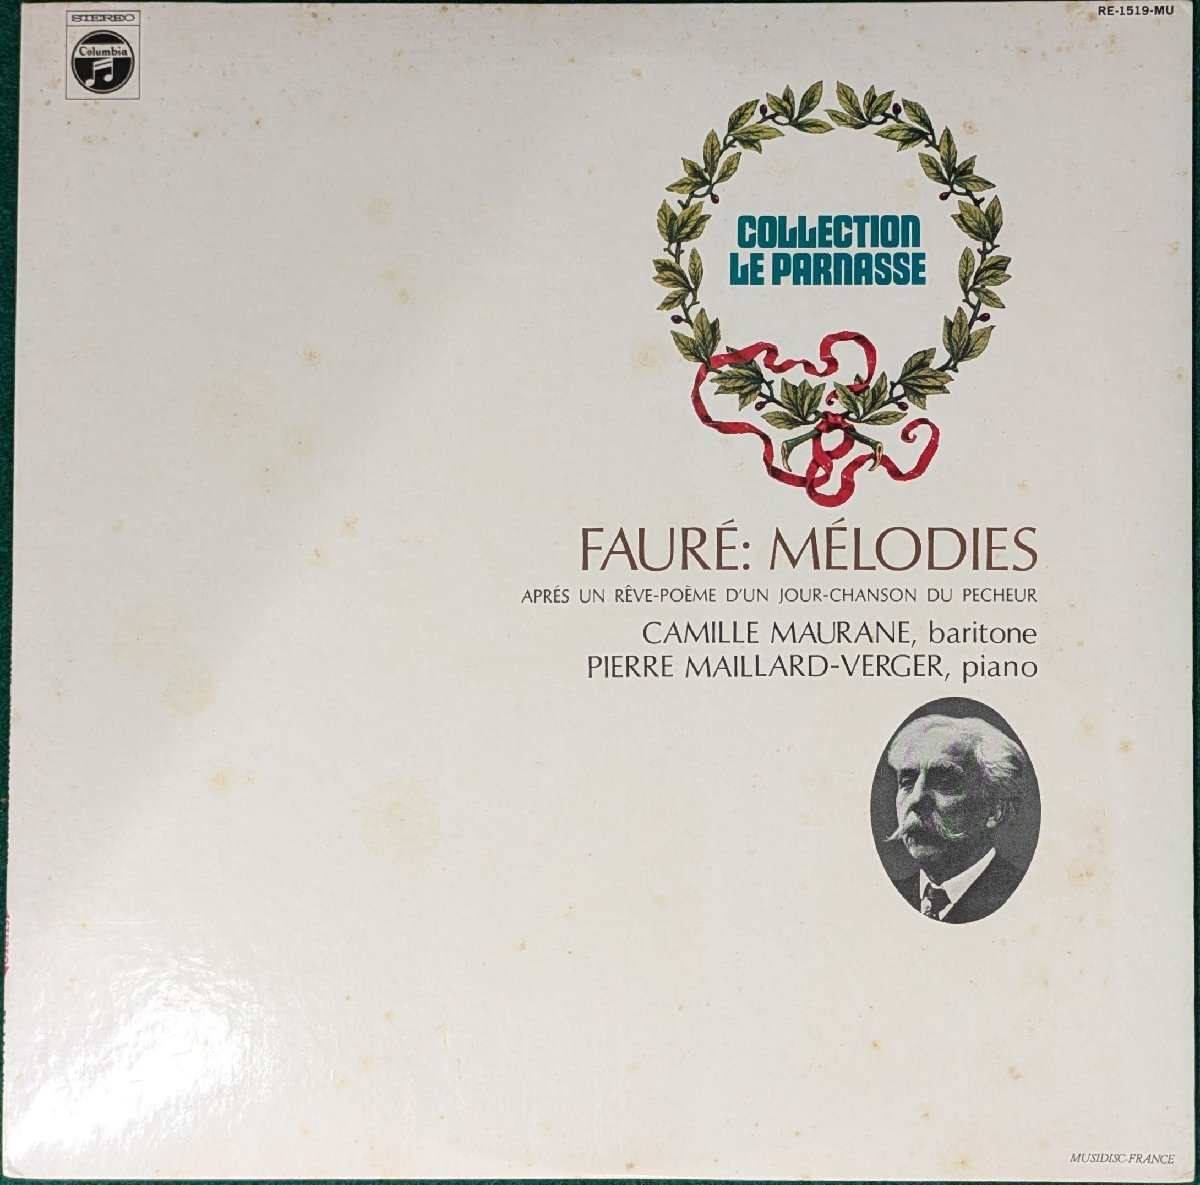 STEREO
Columbia
RE-1519-MU
COLLECTION
LE PARNASSE
FAURÉ: MÉLODIES
APRÉS UN RÊVE-POÈME D'UN JOUR-CHANSON DU PECHEUR
CAMILLE MAURANE, baritone
PIERRE MAILLARD-VERGER, piano
MUSIDISC-FRANCE